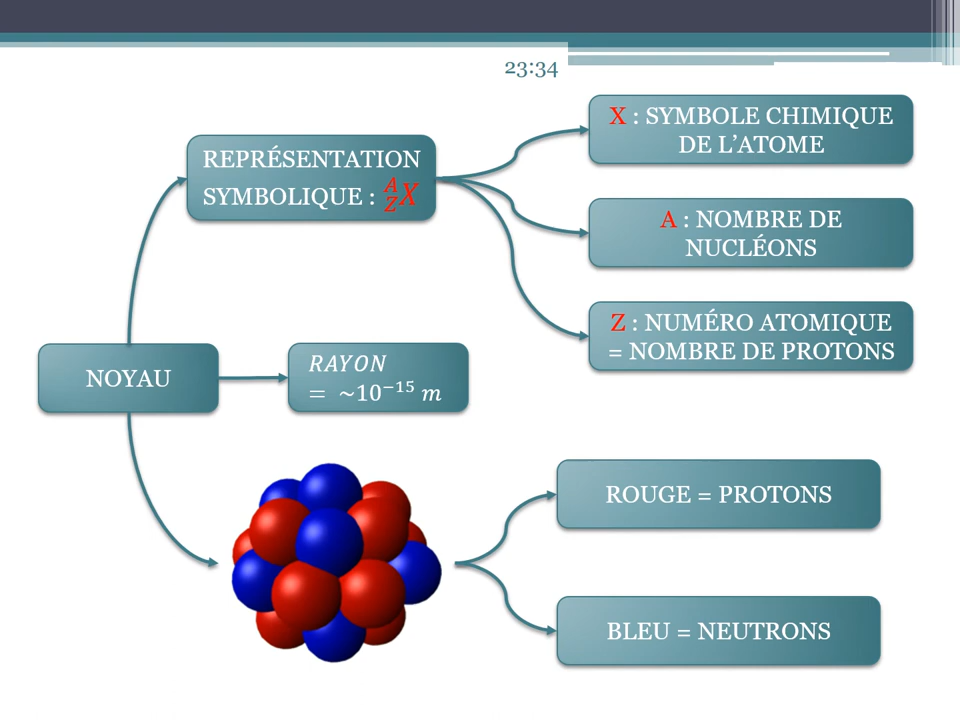 23:34
X : SYMBOLE CHIMIQUE
DE L’ATOME
REPRÉSENTATION
SYMBOLIQUE : ᴬ_Z X
A : NOMBRE DE
NUCLÉONS
Z : NUMÉRO ATOMIQUE
= NOMBRE DE PROTONS
NOYAU
RAYON
= ~10⁻¹⁵ m
ROUGE = PROTONS
BLEU = NEUTRONS